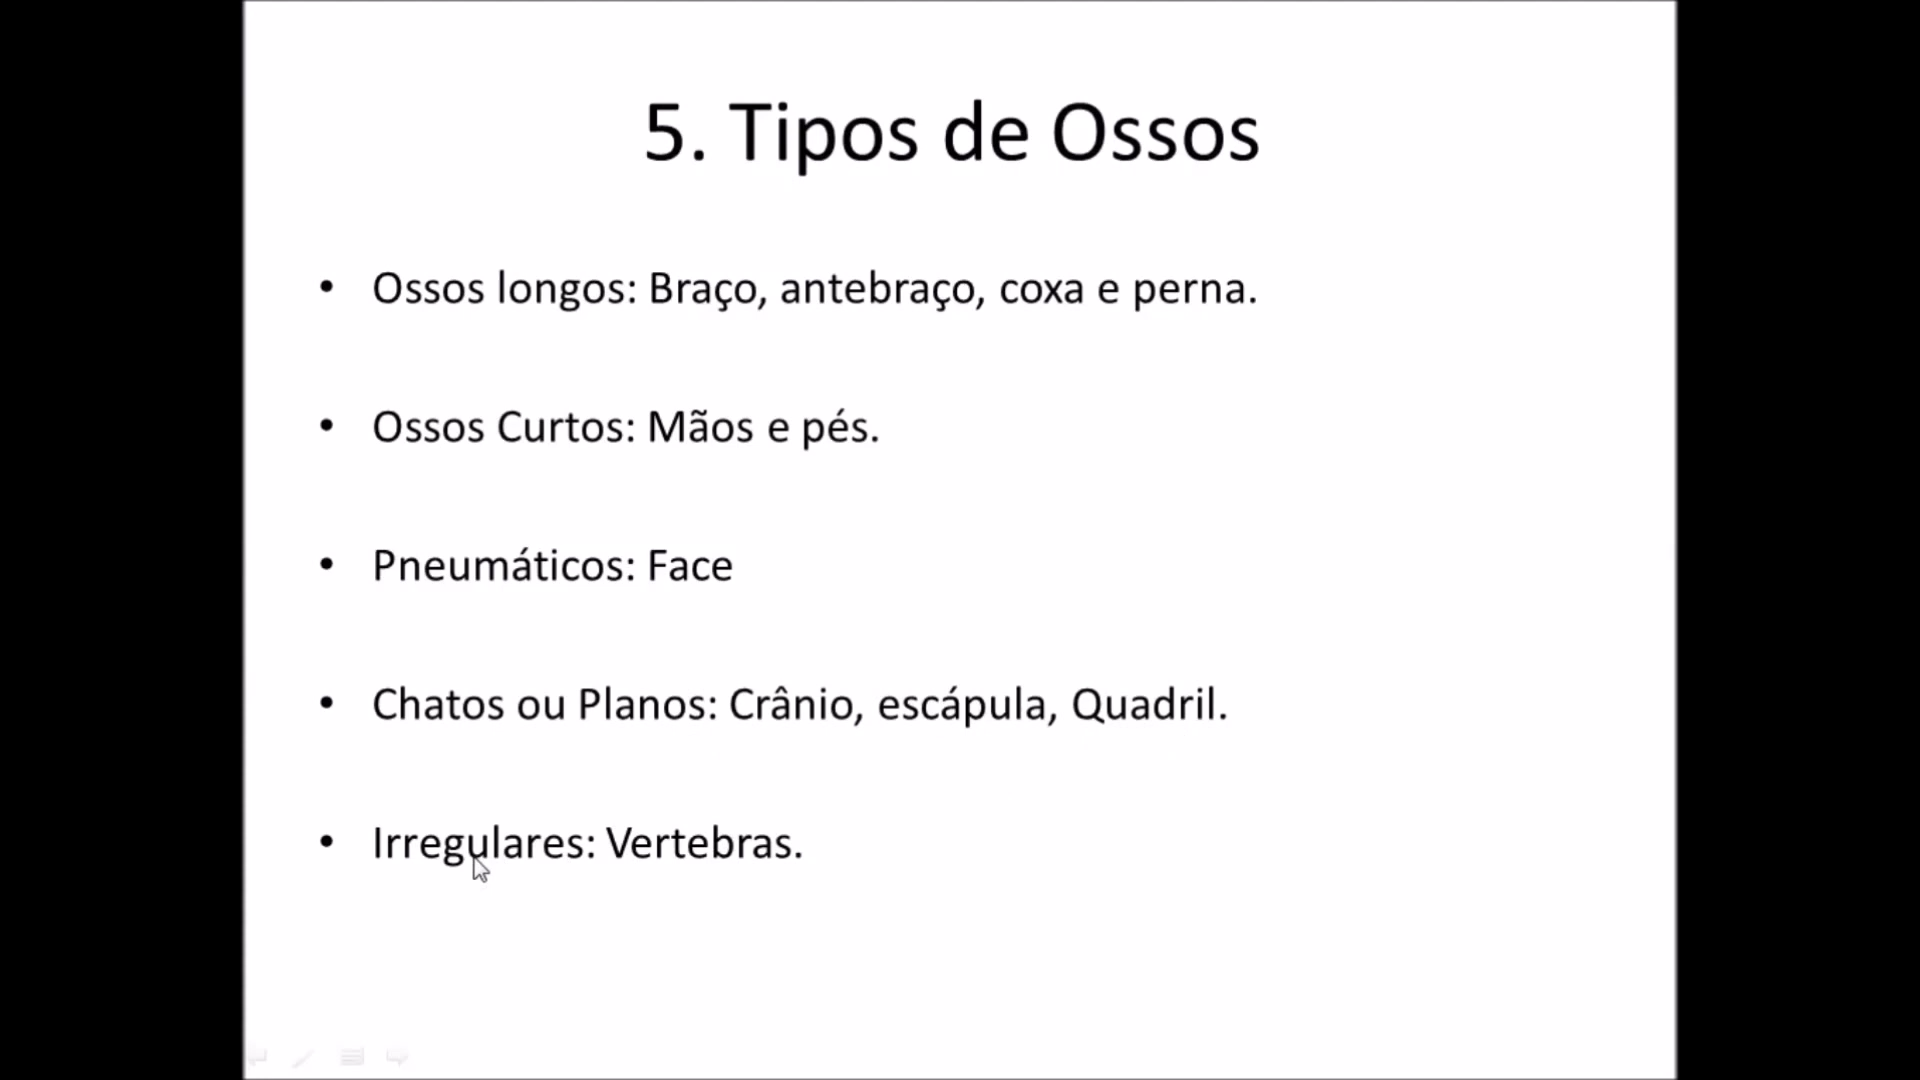 5. Tipos de Ossos
• Ossos longos: Braço, antebraço, coxa e perna.
• Ossos Curtos: Mãos e pés.
• Pneumáticos: Face
• Chatos ou Planos: Crânio, escápula, Quadril.
• Irregulares: Vertebras.